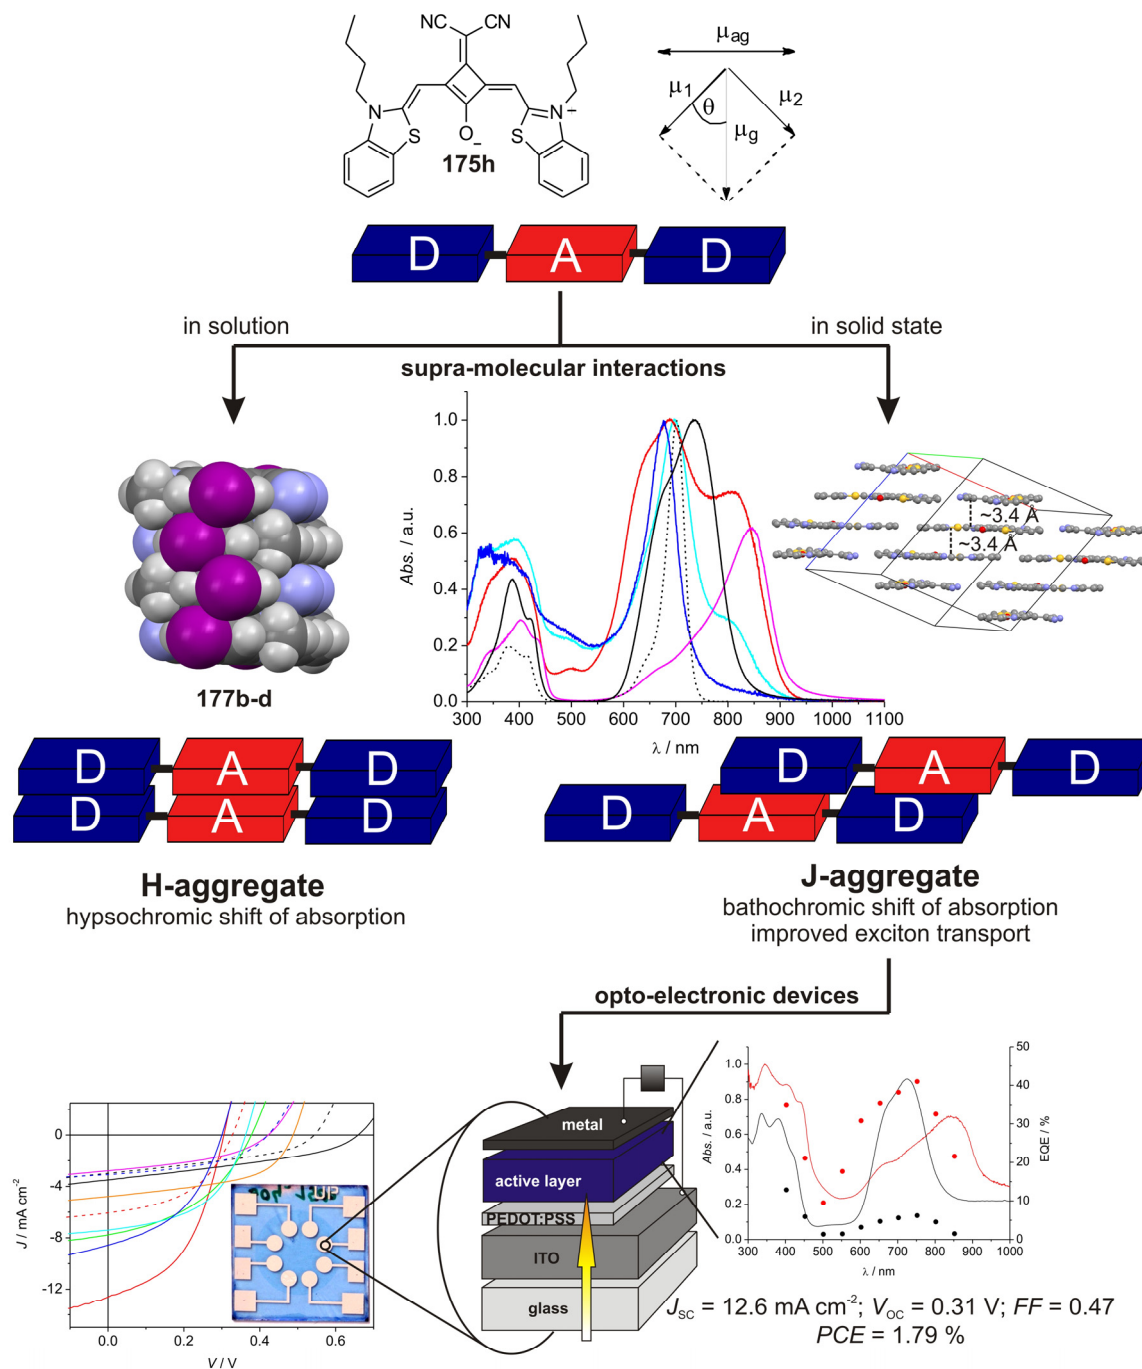 NC CN
N
N
+
S
S
O
−
175h
μag
μ1
θ
μ2
μg
D A D
in solution
in solid state
supra-molecular interactions
Abs. / a.u.
1.0
0.8
0.6
0.4
0.2
0.0
300 400 500 600 700 800 900 1000 1100
λ / nm
~3.4 Å
~3.4 Å
177b-d
D A D
D A D
D A D
D A D
H-aggregate
hypsochromic shift of absorption
J-aggregate
bathochromic shift of absorption
improved exciton transport
opto-electronic devices
J / mA cm-2
0
-4
-8
-12
0.0 0.2 0.4 0.6
V / V
metal
active layer
PEDOT:PSS
ITO
glass
Abs. / a.u.
1.0
0.8
0.6
0.4
0.2
0.0
50
40
30
20
10
0
EQE / %
300 400 500 600 700 800 900 1000
λ / nm
JSC = 12.6 mA cm-2; VOC = 0.31 V; FF = 0.47
PCE = 1.79 %